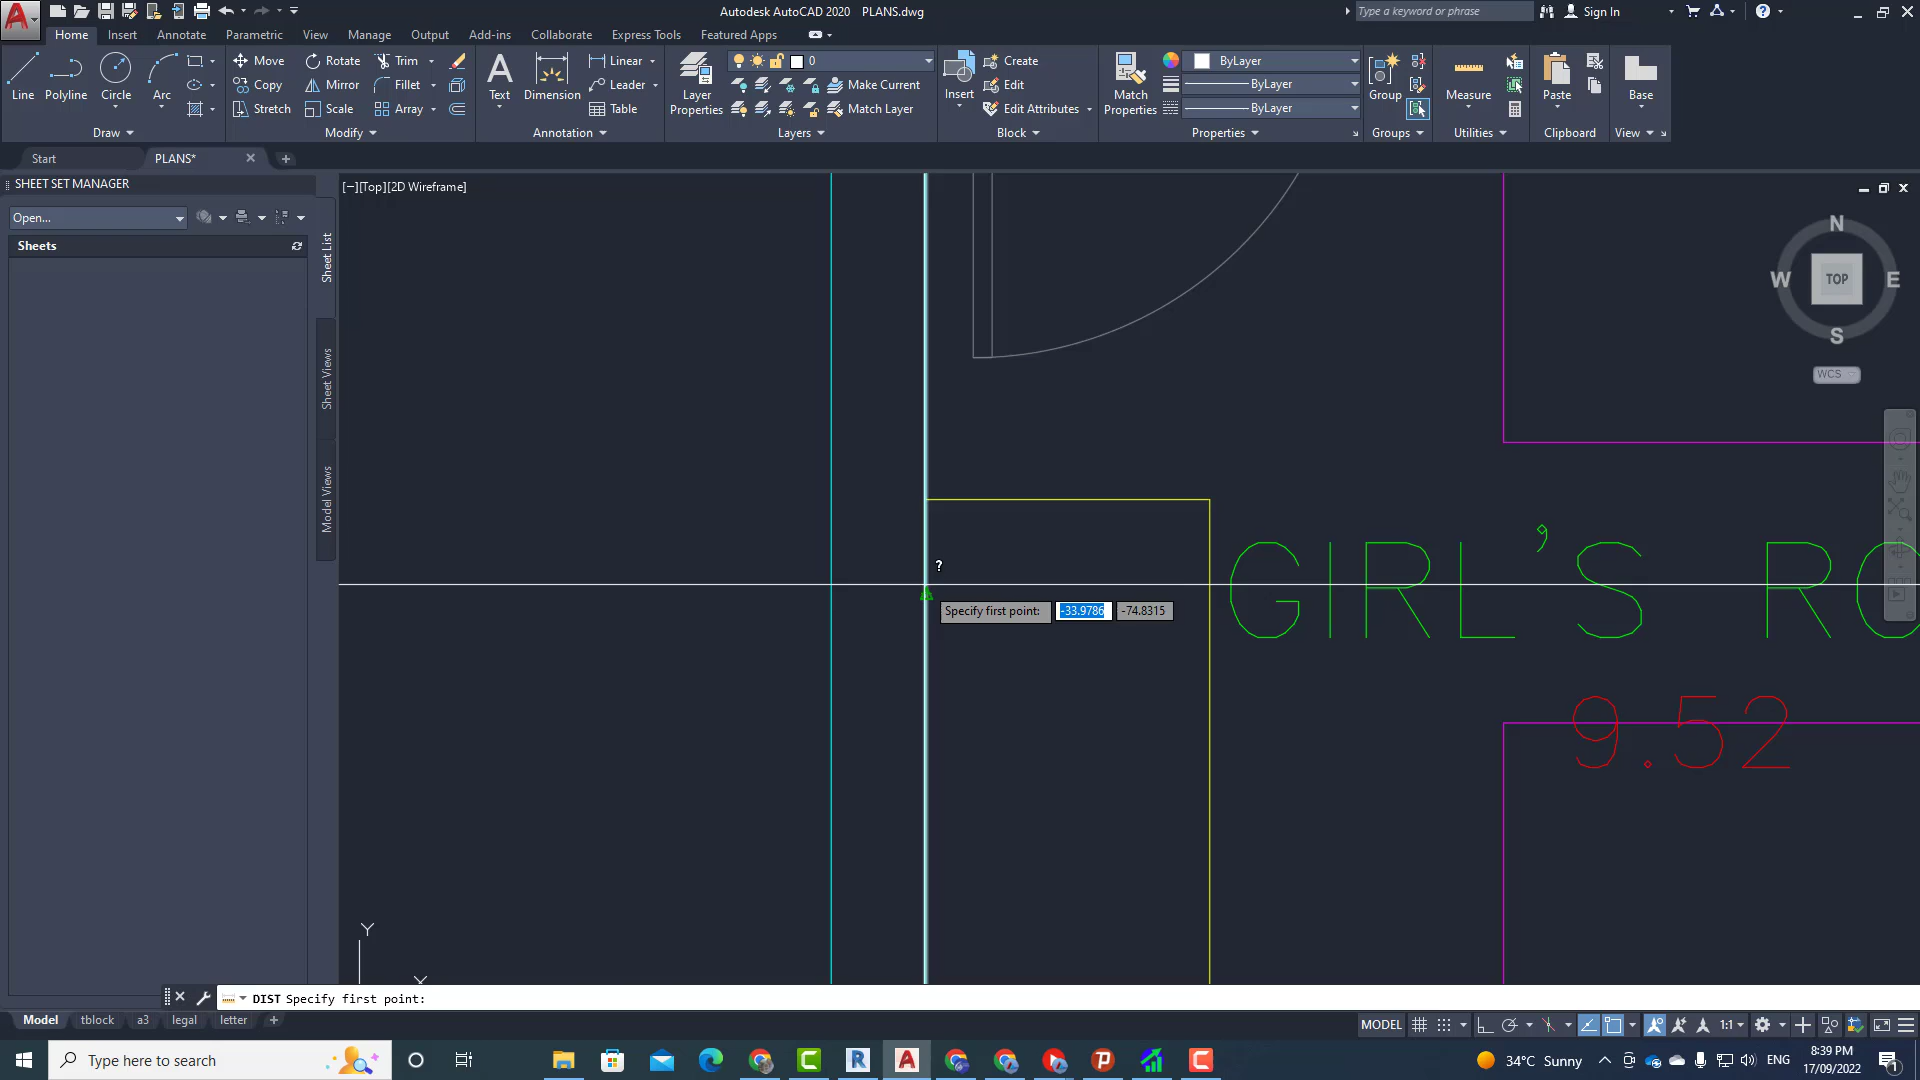 Autodesk AutoCAD 2020 PLANS.dwg
Type a keyword or phrase
Sign In
Home Insert Annotate Parametric View Manage Output Add-ins Collaborate Express Tools Featured Apps
Line Polyline Circle Arc
Move Rotate Trim
Copy Mirror Fillet
Stretch Scale Array
Text Dimension
Linear
Leader
Table
Layer Properties
0
Make Current
Match Layer
Insert
Create
Edit
Edit Attributes
Match Properties
ByLayer
ByLayer
ByLayer
Group
Measure
Paste
Base
Draw Modify Annotation Layers Block Properties Groups Utilities Clipboard View
Start PLANS*
SHEET SET MANAGER
Open...
Sheets
Sheet List
Sheet Views
Model Views
[−][Top][2D Wireframe]
N
W TOP E
S
WCS
?
Specify first point: -33.9786 -74.8315
GIRL'S RO
9.52
Y
X
DIST Specify first point:
Model tblock a3 legal letter
MODEL
1:1
Type here to search
34°C Sunny
ENG
8:39 PM
17/09/2022
1